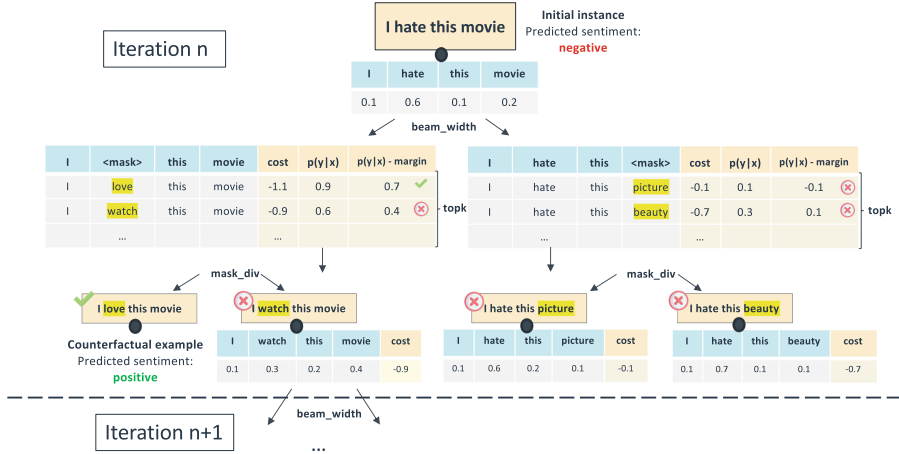 Iteration n
I hate this movie
Initial instance
Predicted sentiment:
negative
I hate this movie
0.1 0.6 0.1 0.2
beam_width
I <mask> this movie cost p(y|x) p(y|x) - margin
I love this movie -1.1 0.9 0.7
I watch this movie -0.9 0.6 0.4
... ...
topk
I hate this <mask> cost p(y|x) p(y|x) - margin
I hate this picture -0.1 0.1 -0.1
I hate this beauty -0.7 0.3 0.1
... ...
topk
mask_div
mask_div
I love this movie
I watch this movie
I hate this picture
I hate this beauty
Counterfactual example
Predicted sentiment:
positive
I watch this movie cost
0.1 0.3 0.2 0.4 -0.9
I hate this picture cost
0.1 0.6 0.2 0.1 -0.1
I hate this beauty cost
0.1 0.7 0.1 0.1 -0.7
beam_width
Iteration n+1
...